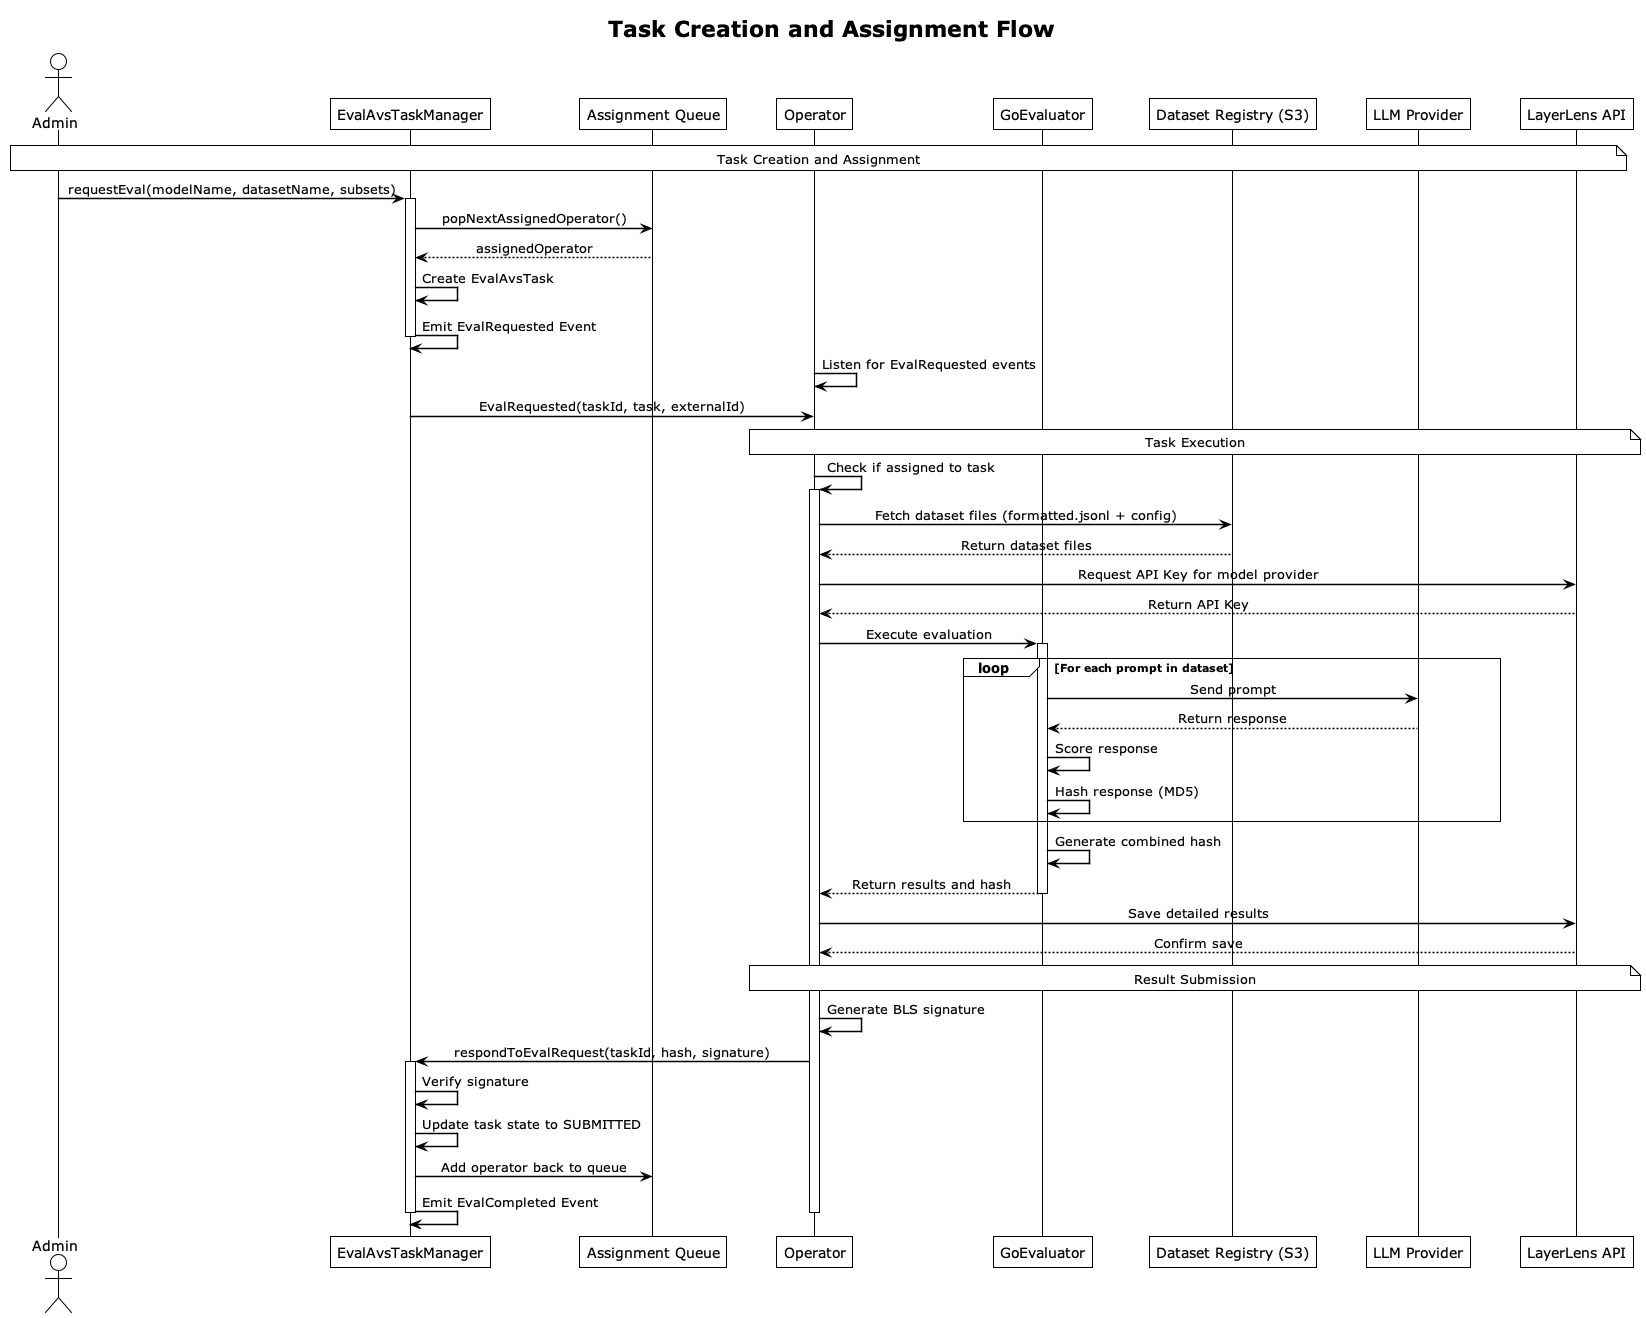 Task Creation and Assignment Flow
Admin
EvalAvsTaskManager
Assignment Queue
Operator
GoEvaluator
Dataset Registry (S3)
LLM Provider
LayerLens API
Task Creation and Assignment
requestEval(modelName, datasetName, subsets)
popNextAssignedOperator()
assignedOperator
Create EvalAvsTask
Emit EvalRequested Event
Listen for EvalRequested events
EvalRequested(taskId, task, externalId)
Task Execution
Check if assigned to task
Fetch dataset files (formatted.jsonl + config)
Return dataset files
Request API Key for model provider
Return API Key
Execute evaluation
loop
[For each prompt in dataset]
Send prompt
Return response
Score response
Hash response (MD5)
Generate combined hash
Return results and hash
Save detailed results
Confirm save
Result Submission
Generate BLS signature
respondToEvalRequest(taskId, hash, signature)
Verify signature
Update task state to SUBMITTED
Add operator back to queue
Emit EvalCompleted Event
Admin
EvalAvsTaskManager
Assignment Queue
Operator
GoEvaluator
Dataset Registry (S3)
LLM Provider
LayerLens API